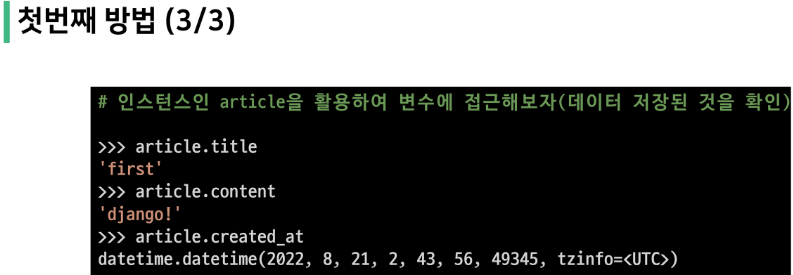 첫번째 방법 (3/3)
# 인스턴스인 article을 활용하여 변수에 접근해보자(데이터 저장된 것을 확인)
>>> article.title
'first'
>>> article.content
'django!'
>>> article.created_at
datetime.datetime(2022, 8, 21, 2, 43, 56, 49345, tzinfo=<UTC>)